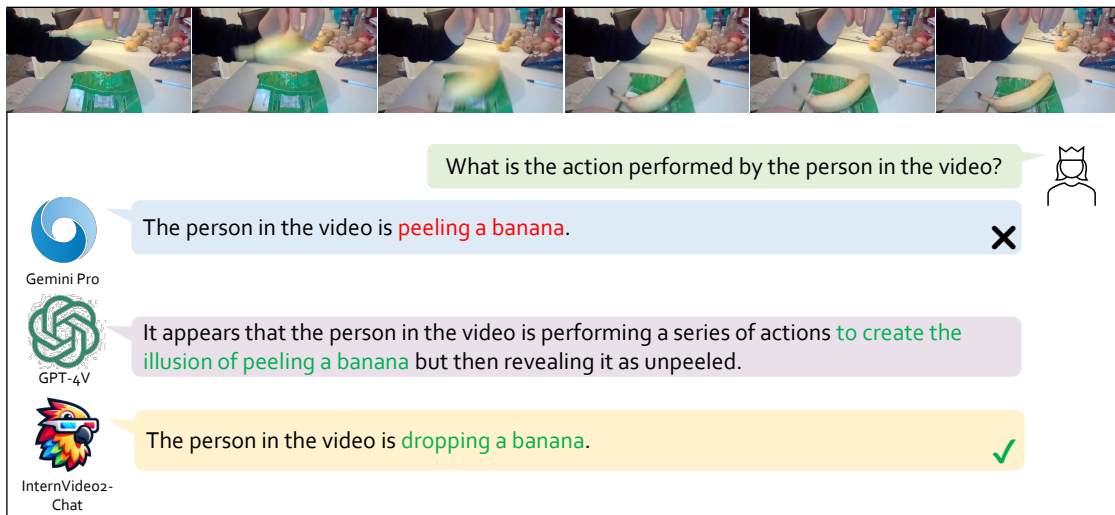 What is the action performed by the person in the video?
The person in the video is peeling a banana.
Gemini Pro
It appears that the person in the video is performing a series of actions to create the
illusion of peeling a banana but then revealing it as unpeeled.
GPT-4V
The person in the video is dropping a banana.
InternVideo2-
Chat